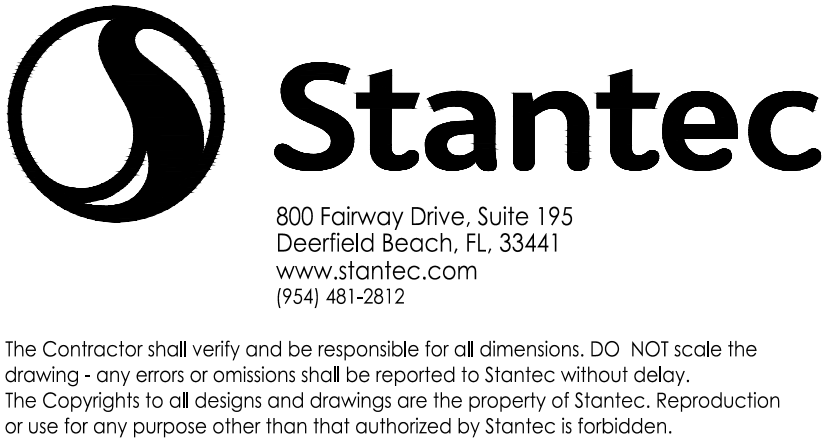 Stantec
800 Fairway Drive, Suite 195
Deerfield Beach, FL, 33441
www.stantec.com
(954) 481-2812
The Contractor shall verify and be responsible for all dimensions. DO  NOT scale the
drawing - any errors or omissions shall be reported to Stantec without delay.
The Copyrights to all designs and drawings are the property of Stantec. Reproduction
or use for any purpose other than that authorized by Stantec is forbidden.